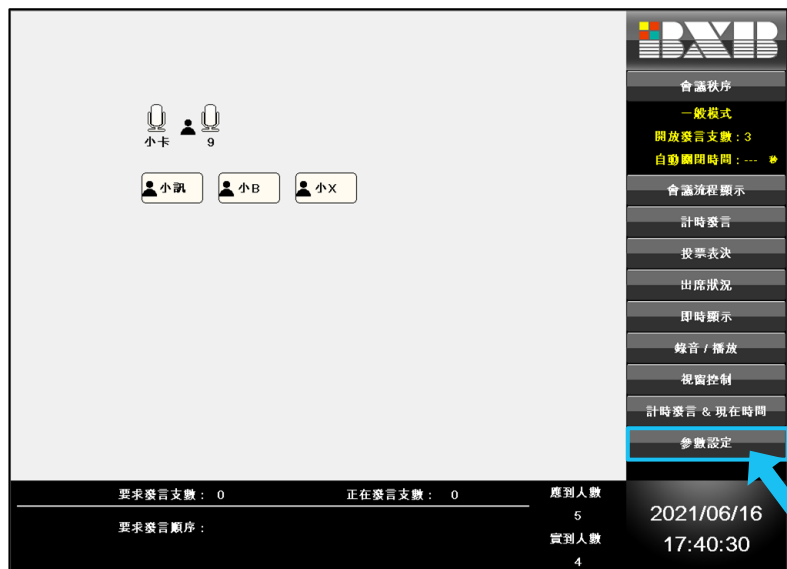 BXB
會議秩序
一般模式
開放發言支數：3
自動關閉時間：--- 秒
會議流程顯示
計時發言
投票表決
出席狀況
即時顯示
錄音 / 播放
視窗控制
計時發言 & 現在時間
參數設定
小卡
9
小訊
小B
小X
要求發言支數： 0
正在發言支數： 0
要求發言順序：
應到人數
5
實到人數
4
2021/06/16
17:40:30